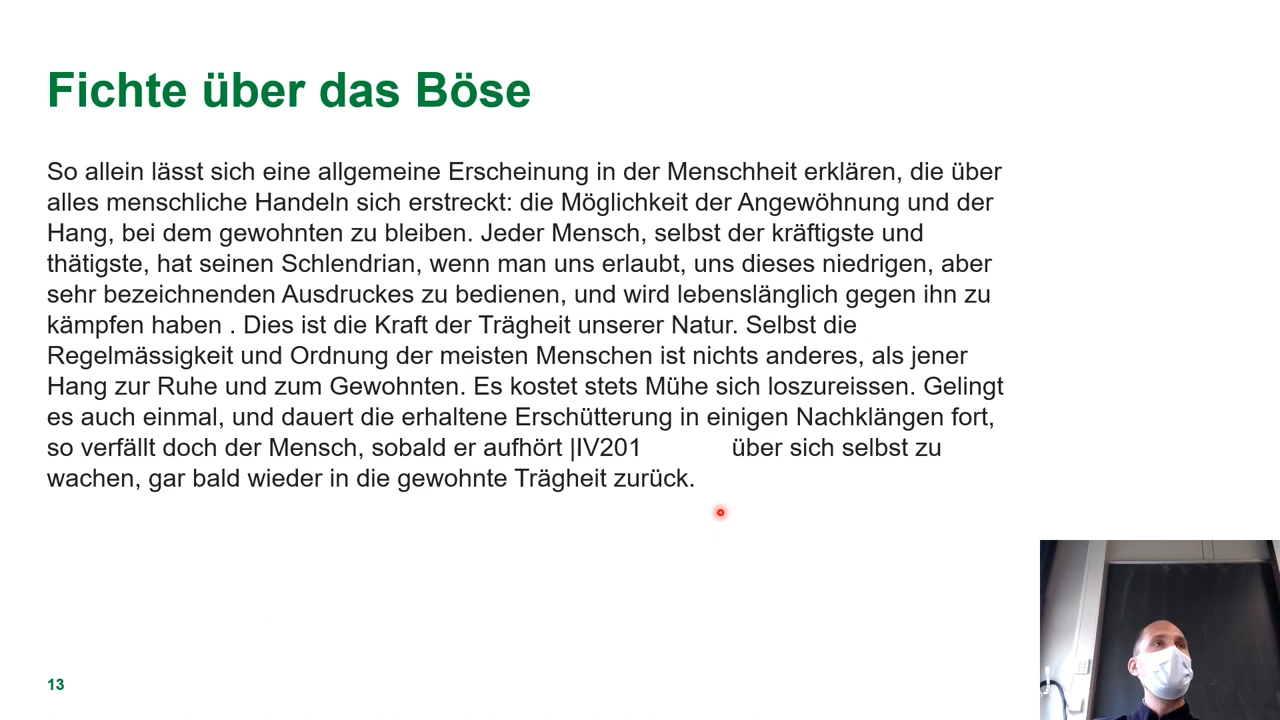 Fichte über das Böse
So allein lässt sich eine allgemeine Erscheinung in der Menschheit erklären, die über
alles menschliche Handeln sich erstreckt: die Möglichkeit der Angewöhnung und der
Hang, bei dem gewohnten zu bleiben. Jeder Mensch, selbst der kräftigste und
thätigste, hat seinen Schlendrian, wenn man uns erlaubt, uns dieses niedrigen, aber
sehr bezeichnenden Ausdruckes zu bedienen, und wird lebenslänglich gegen ihn zu
kämpfen haben . Dies ist die Kraft der Trägheit unserer Natur. Selbst die
Regelmässigkeit und Ordnung der meisten Menschen ist nichts anderes, als jener
Hang zur Ruhe und zum Gewohnten. Es kostet stets Mühe sich loszureissen. Gelingt
es auch einmal, und dauert die erhaltene Erschütterung in einigen Nachklängen fort,
so verfällt doch der Mensch, sobald er aufhört |IV201 über sich selbst zu
wachen, gar bald wieder in die gewohnte Trägheit zurück.
13